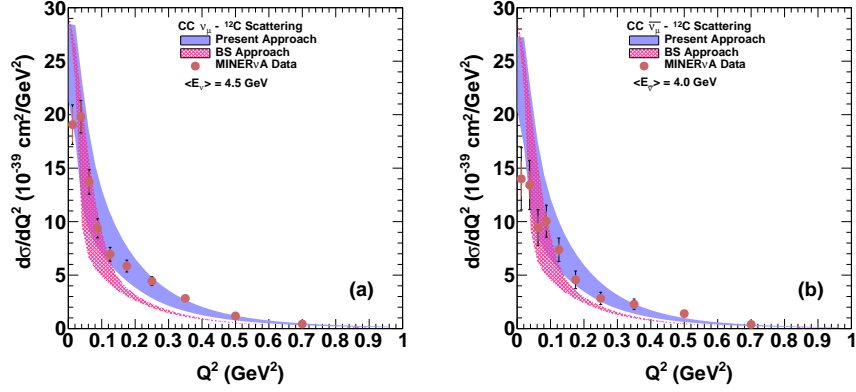 CC νμ - ¹²C Scattering
Present Approach
BS Approach
MINERνA Data
<Eν> = 4.5 GeV
dσ/dQ² (10⁻³⁹ cm²/GeV²)
30
25
20
15
10
5
0
(a)
0 0.1 0.2 0.3 0.4 0.5 0.6 0.7 0.8 0.9 1
Q² (GeV²)
CC ν̅μ - ¹²C Scattering
Present Approach
BS Approach
MINERνA Data
<Eν̅> = 4.0 GeV
dσ/dQ² (10⁻³⁹ cm²/GeV²)
30
25
20
15
10
5
0
(b)
0 0.1 0.2 0.3 0.4 0.5 0.6 0.7 0.8 0.9 1
Q² (GeV²)